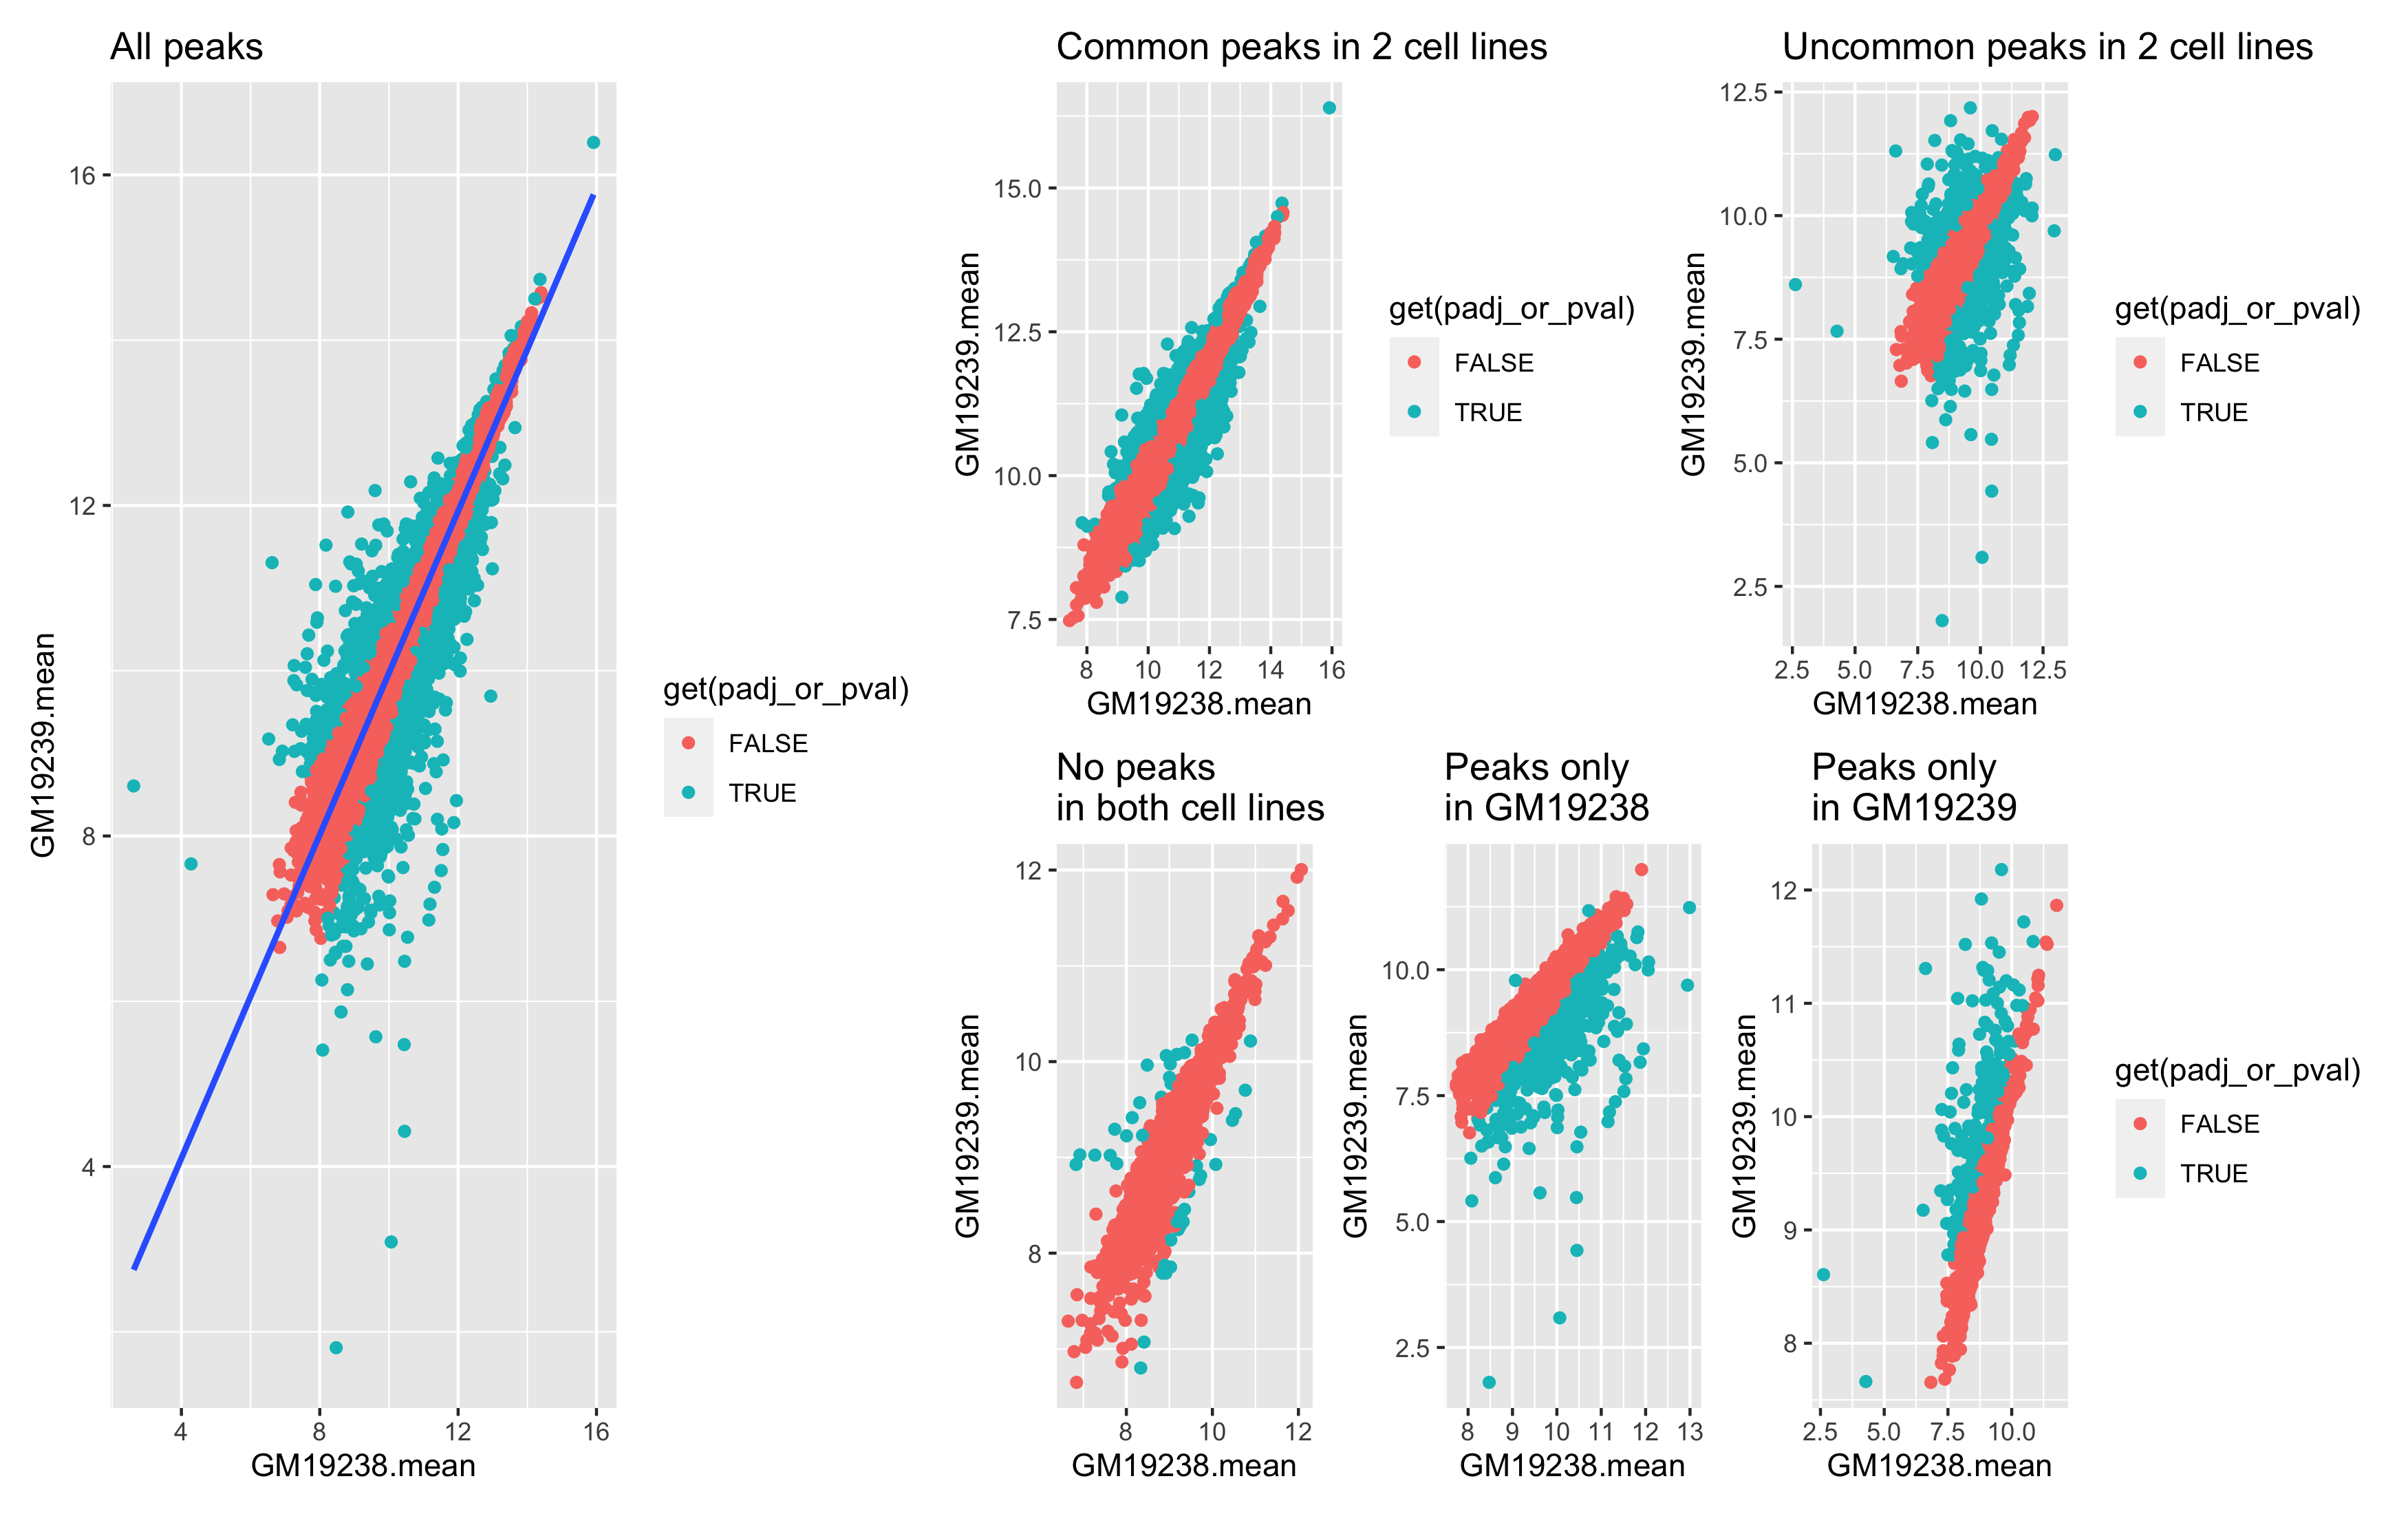 All peaks
16
12
8
4
4 8 12 16
GM19238.mean
GM19239.mean
get(padj_or_pval)
FALSE
TRUE
Common peaks in 2 cell lines
15.0
12.5
10.0
7.5
8 10 12 14 16
GM19238.mean
GM19239.mean
get(padj_or_pval)
FALSE
TRUE
Uncommon peaks in 2 cell lines
12.5
10.0
7.5
5.0
2.5
2.5 5.0 7.5 10.0 12.5
GM19238.mean
GM19239.mean
get(padj_or_pval)
FALSE
TRUE
No peaks
in both cell lines
12
10
8
8 10 12
GM19238.mean
GM19239.mean
Peaks only
in GM19238
10.0
7.5
5.0
2.5
8 9 10 11 12 13
GM19238.mean
GM19239.mean
Peaks only
in GM19239
12
11
10
9
8
2.5 5.0 7.5 10.0
GM19238.mean
GM19239.mean
get(padj_or_pval)
FALSE
TRUE